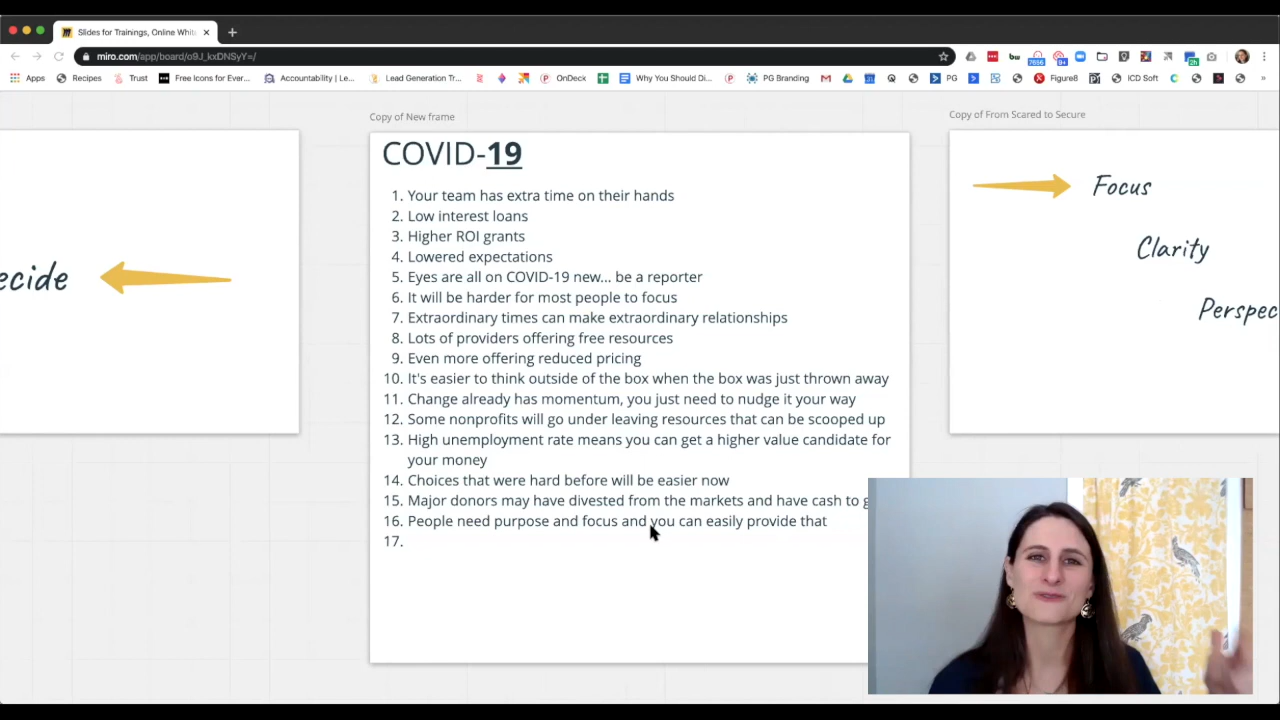 Slides for Trainings, Online Whit
miro.com/app/board/o9J_kxDNSyY=/
Apps Recipes Trust Free Icons for Ever... Accountability | Le... Lead Generation Tr... OnDeck Why You Should Di... PG Branding PG Figure8 ICD Soft »
Copy of New frame
Copy of From Scared to Secure
COVID-19
1. Your team has extra time on their hands
2. Low interest loans
3. Higher ROI grants
4. Lowered expectations
5. Eyes are all on COVID-19 new... be a reporter
6. It will be harder for most people to focus
7. Extraordinary times can make extraordinary relationships
8. Lots of providers offering free resources
9. Even more offering reduced pricing
10. It's easier to think outside of the box when the box was just thrown away
11. Change already has momentum, you just need to nudge it your way
12. Some nonprofits will go under leaving resources that can be scooped up
13. High unemployment rate means you can get a higher value candidate for
your money
14. Choices that were hard before will be easier now
15. Major donors may have divested from the markets and have cash to g
16. People need purpose and focus and you can easily provide that
17.
ecide
Focus
Clarity
Perspec